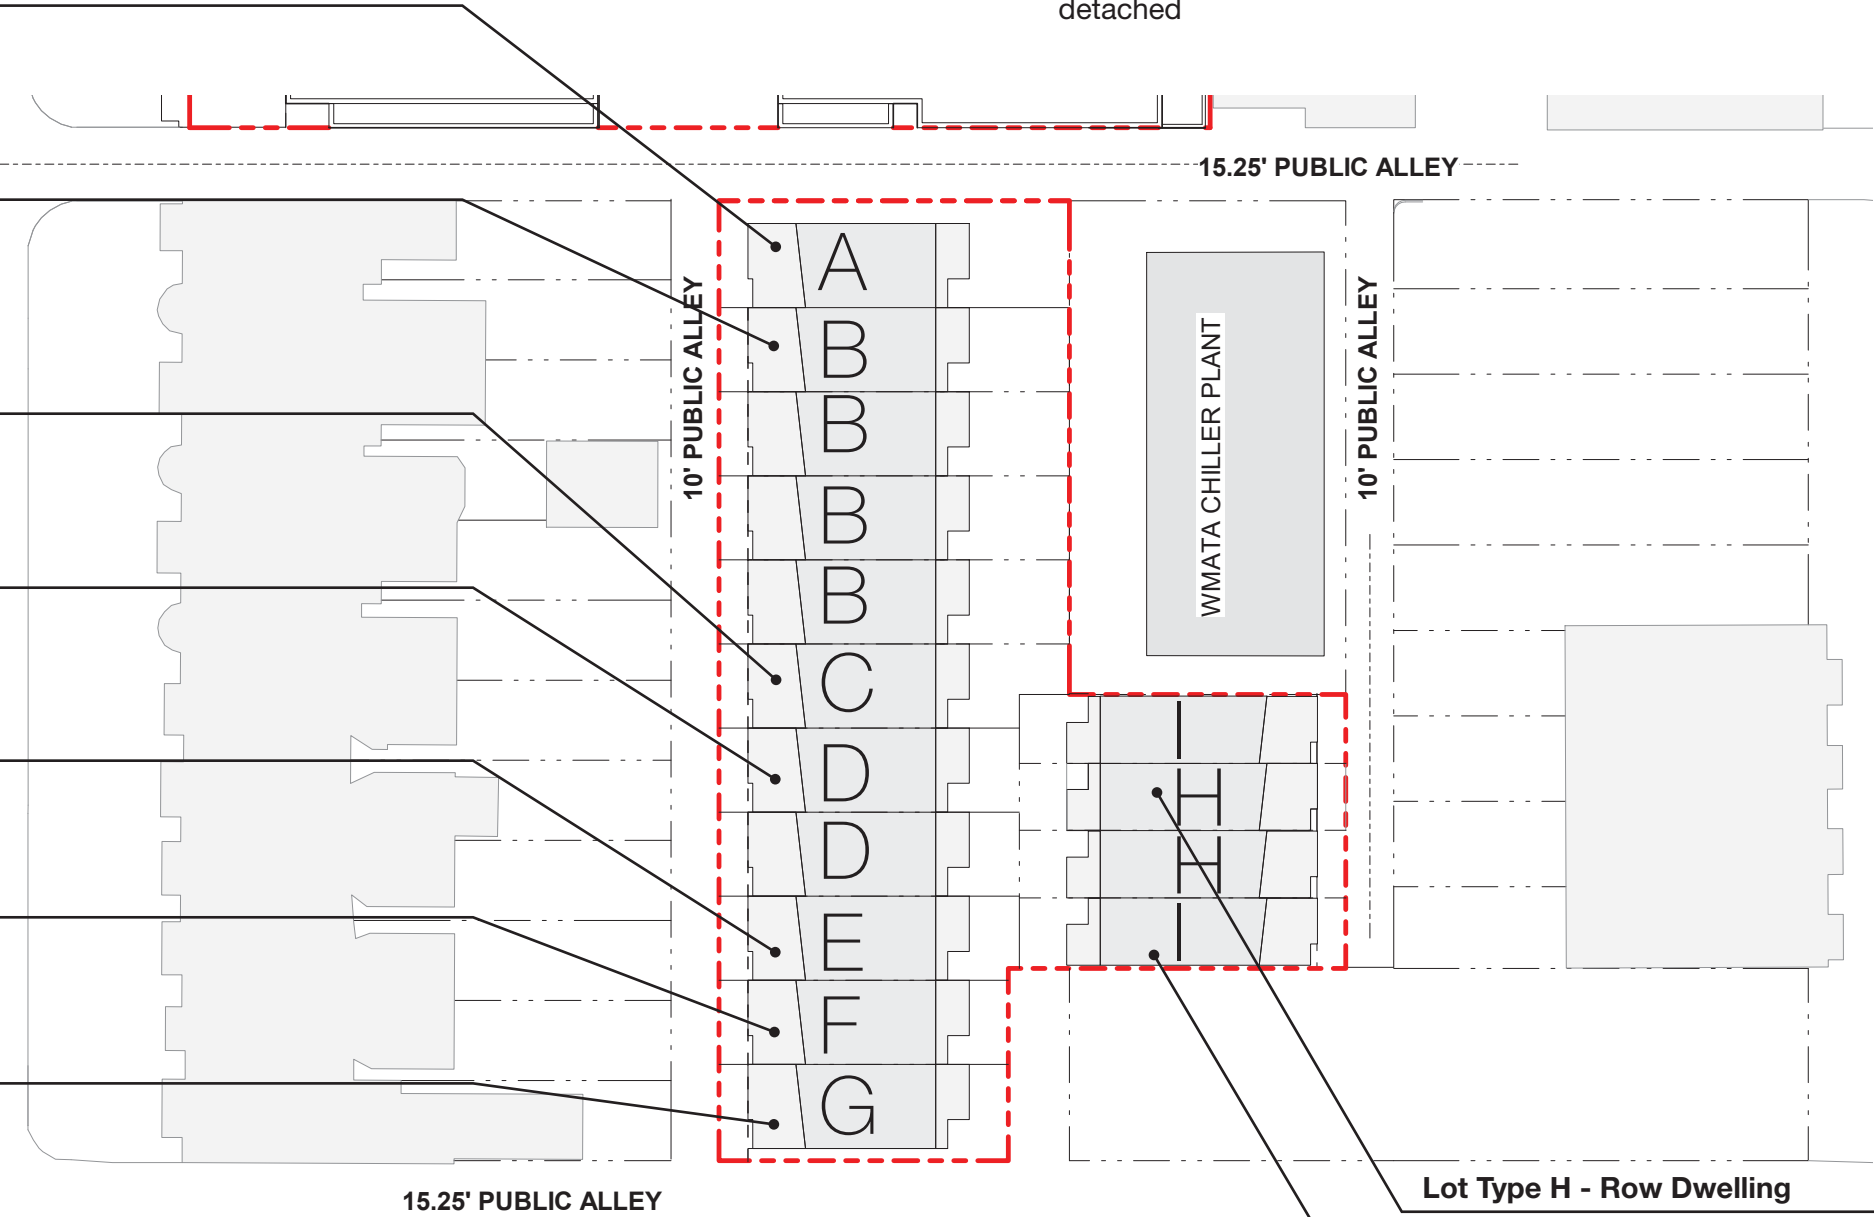 detached
15.25' PUBLIC ALLEY
10' PUBLIC ALLEY
A
B
B
B
B
C
D
D
E
F
G
WMATA CHILLER PLANT
10' PUBLIC ALLEY
I
H
H
I
Lot Type H - Row Dwelling
15.25' PUBLIC ALLEY